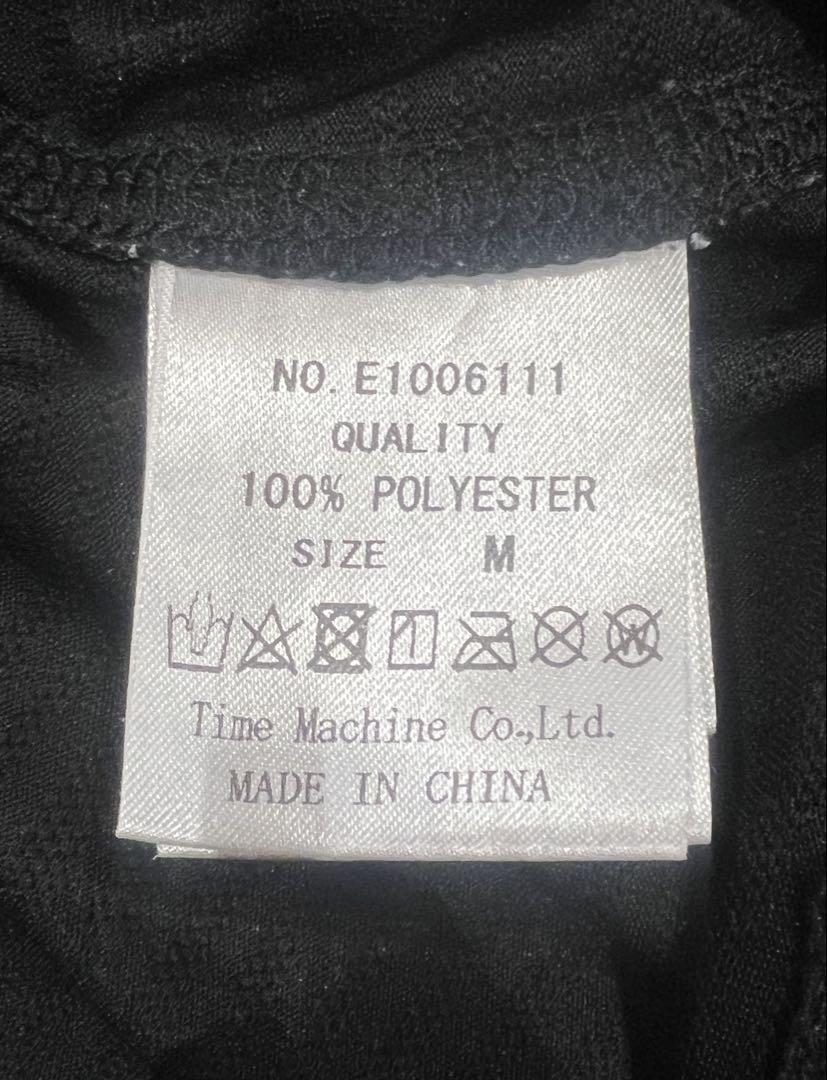 NO. E1006111
QUALITY
100% POLYESTER
SIZE M
W
Time Machine Co.,Ltd.
MADE IN CHINA